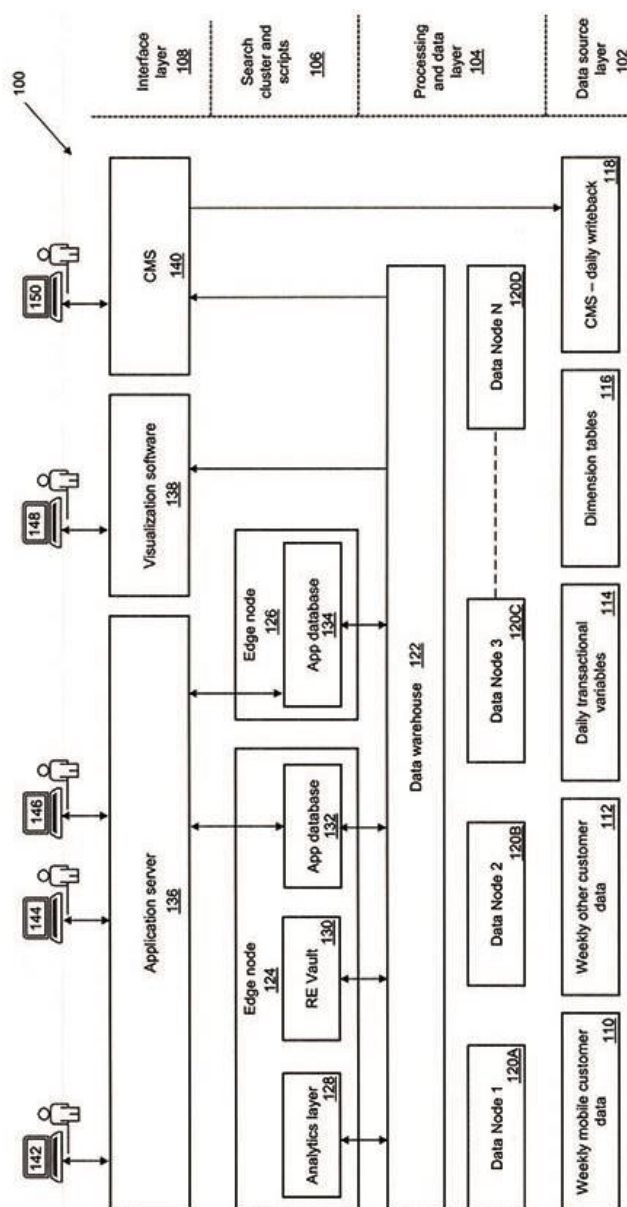 100
142
144
146
148
150
Interface
layer
108
Application server
136
Visualization software
138
CMS
140
Search
cluster and
scripts
106
Edge node
124
Analytics layer
128
RE Vault
130
App database
132
Edge node
126
App database
134
Processing
and data
layer
104
Data warehouse 122
Data Node 1
120A
Data Node 2
120B
Data Node 3
120C
Data Node N
120D
Data source
layer
102
Weekly mobile customer
data
110
Weekly other customer
data
112
Daily transactional
variables
114
Dimension tables
116
CMS – daily writeback
118